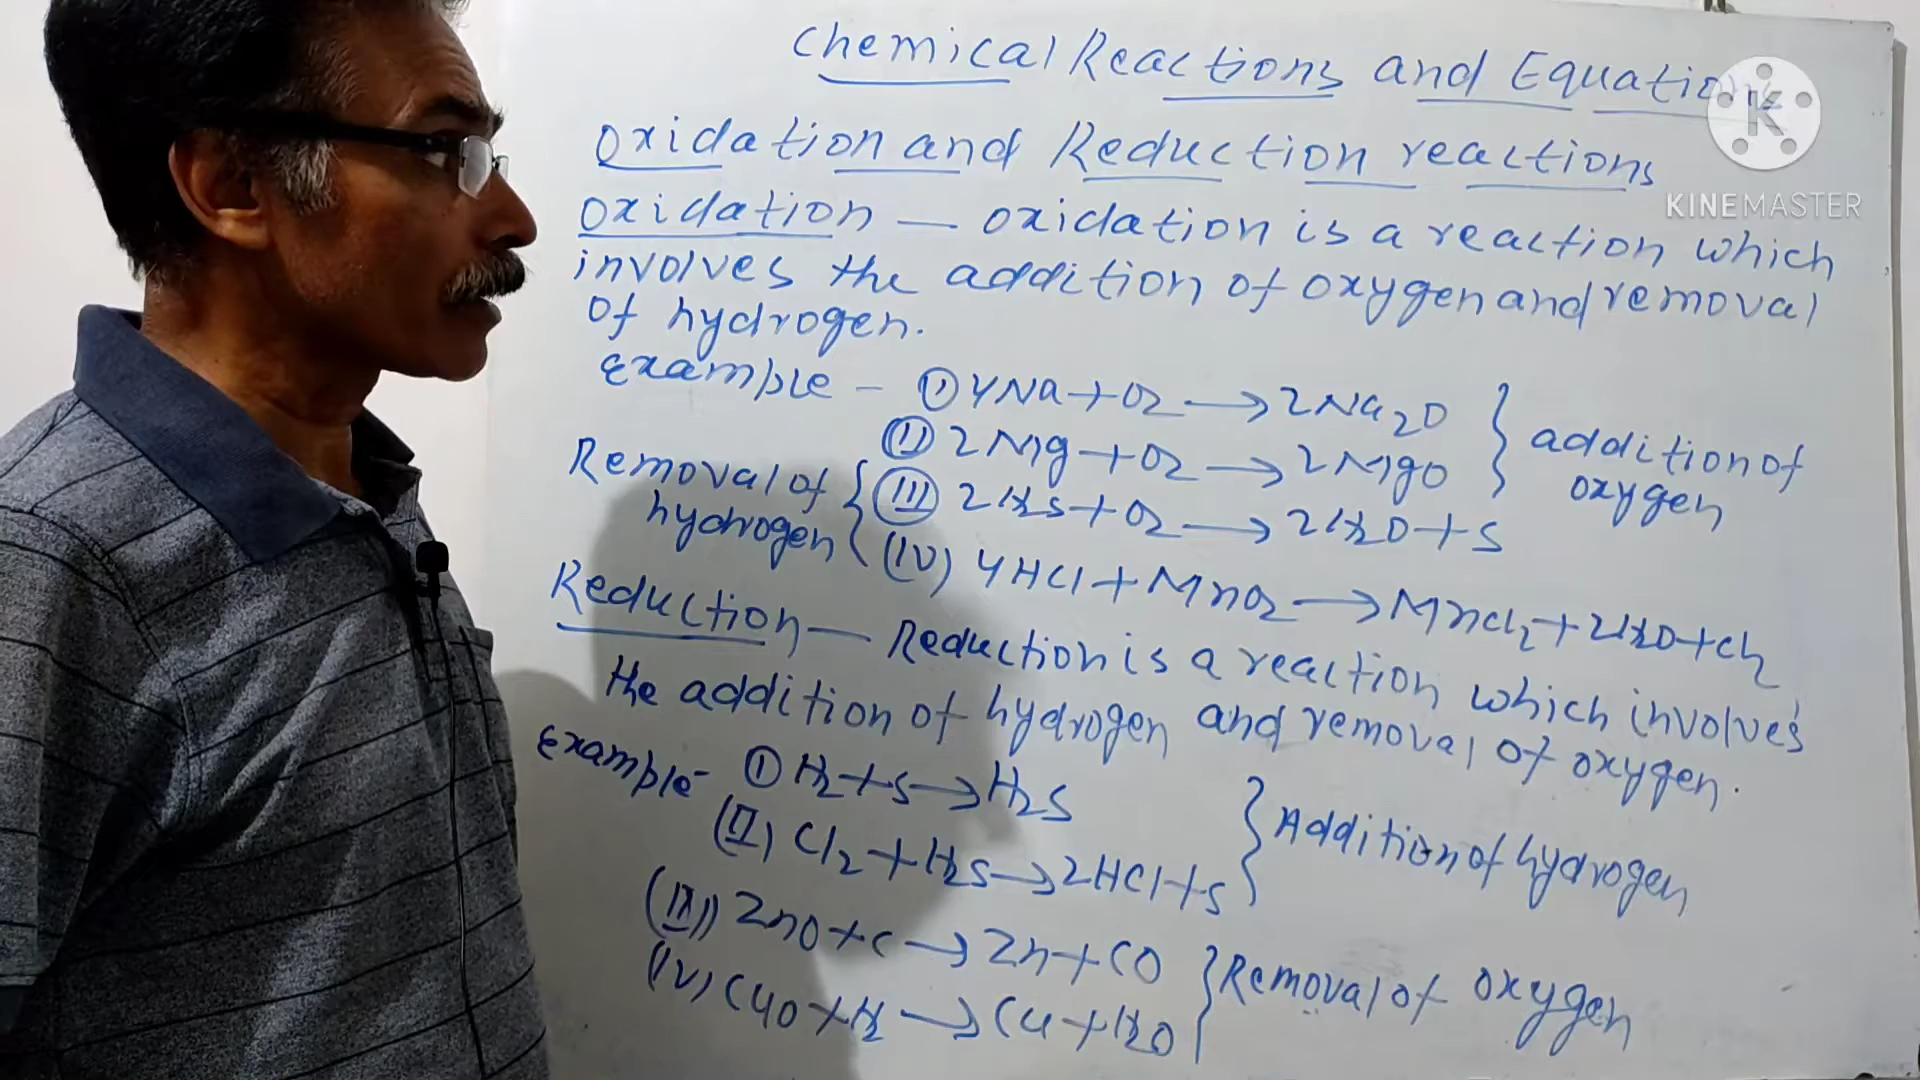 Chemical Reactions and Equations
K
KINEMASTER
Oxidation and Reduction reactions
Oxidation — Oxidation is a reaction which
involves the addition of oxygen and removal
of hydrogen.
Example - (I) 4Na + O2 → 2Na2O
(II) 2Mg + O2 → 2MgO
} addition of
oxygen
Removal of
hydrogen {
(III) 2H2S + O2 → 2H2O + S
(IV) 4HCl + MnO2 → MnCl2 + 2H2O + Cl2
Reduction — Reduction is a reaction which involves
the addition of hydrogen and removal of oxygen.
Example - (I) H2 + S → H2S
(II) Cl2 + H2S → 2HCl + S
} Addition of hydrogen
(III) ZnO + C → Zn + CO
(IV) CuO + H2 → Cu + H2O
} Removal of oxygen